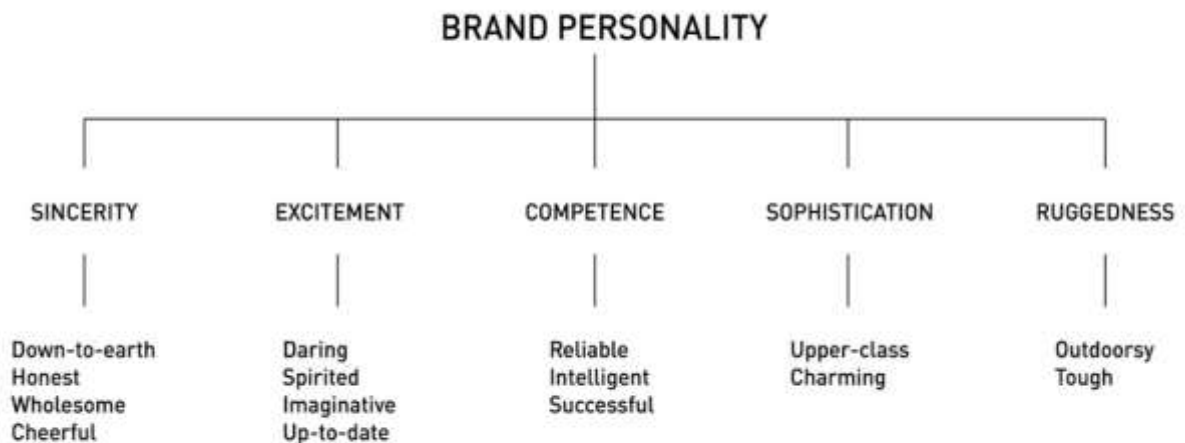 BRAND PERSONALITY
SINCERITY
EXCITEMENT
COMPETENCE
SOPHISTICATION
RUGGEDNESS
Down-to-earth
Honest
Wholesome
Cheerful
Daring
Spirited
Imaginative
Up-to-date
Reliable
Intelligent
Successful
Upper-class
Charming
Outdoorsy
Tough